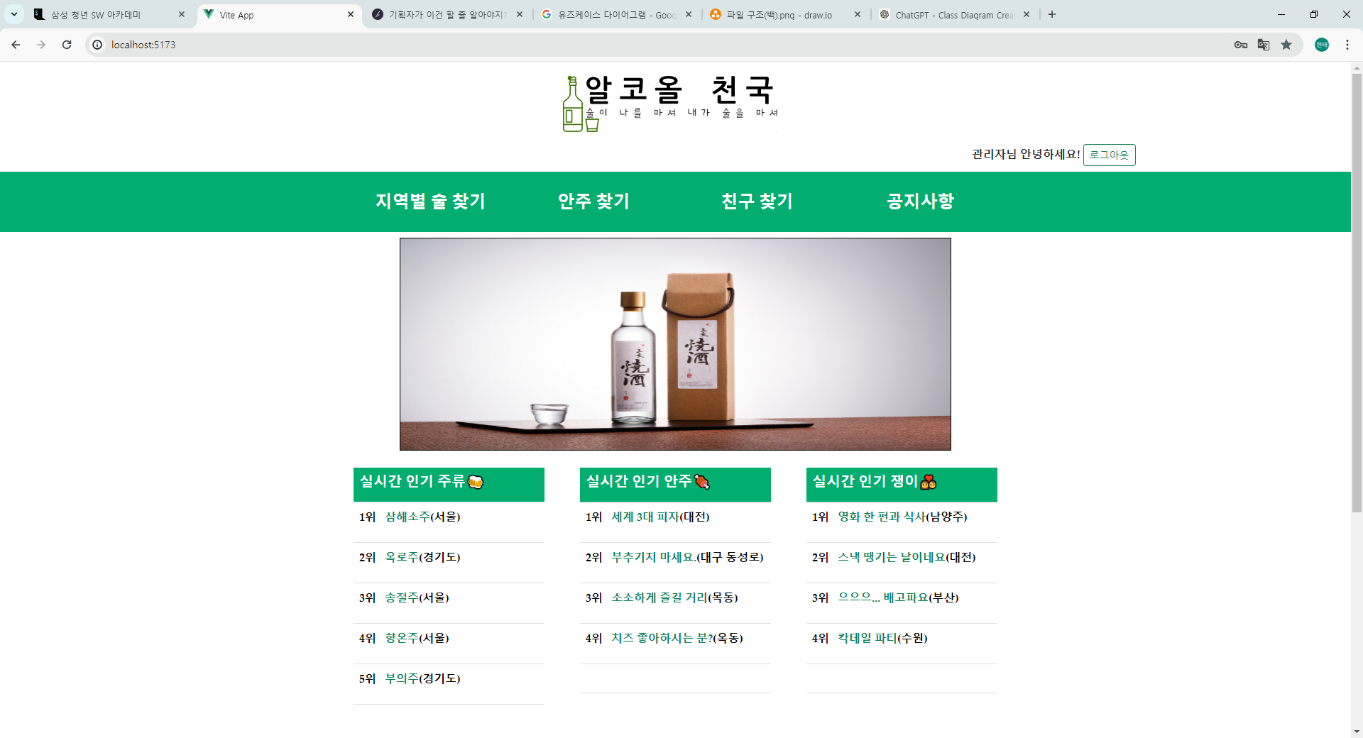 삼성 청년 SW 아카데미
Vite App
기획자가 이건 팔 줄 알아야지
유즈케이스 다이어그램 - Goo
파일 구조(백).png - draw.io
ChatGPT - Class Diagram Crea
localhost:5173
알코올 천국
술이 나를 마셔 내가 술을 마셔
관리자님 안녕하세요! 로그아웃
지역별 술 찾기 안주 찾기 친구 찾기 공지사항
燒酒
燒酒
실시간 인기 주류
1위 삼해소주(서울)
2위 옥로주(경기도)
3위 송절주(서울)
4위 향온주(서울)
5위 부의주(경기도)
실시간 인기 안주
1위 세계 3대 피자(대전)
2위 부추기지 마세요.(대구 동성로)
3위 소소하게 즐길 거리(목동)
4위 치즈 좋아하시는 분?(옥동)
실시간 인기 쟁이
1위 영화 한 편과 식사(남양주)
2위 스낵 땡기는 날이네요(대전)
3위 으으으... 배고파요(부산)
4위 칵테일 파티(수원)